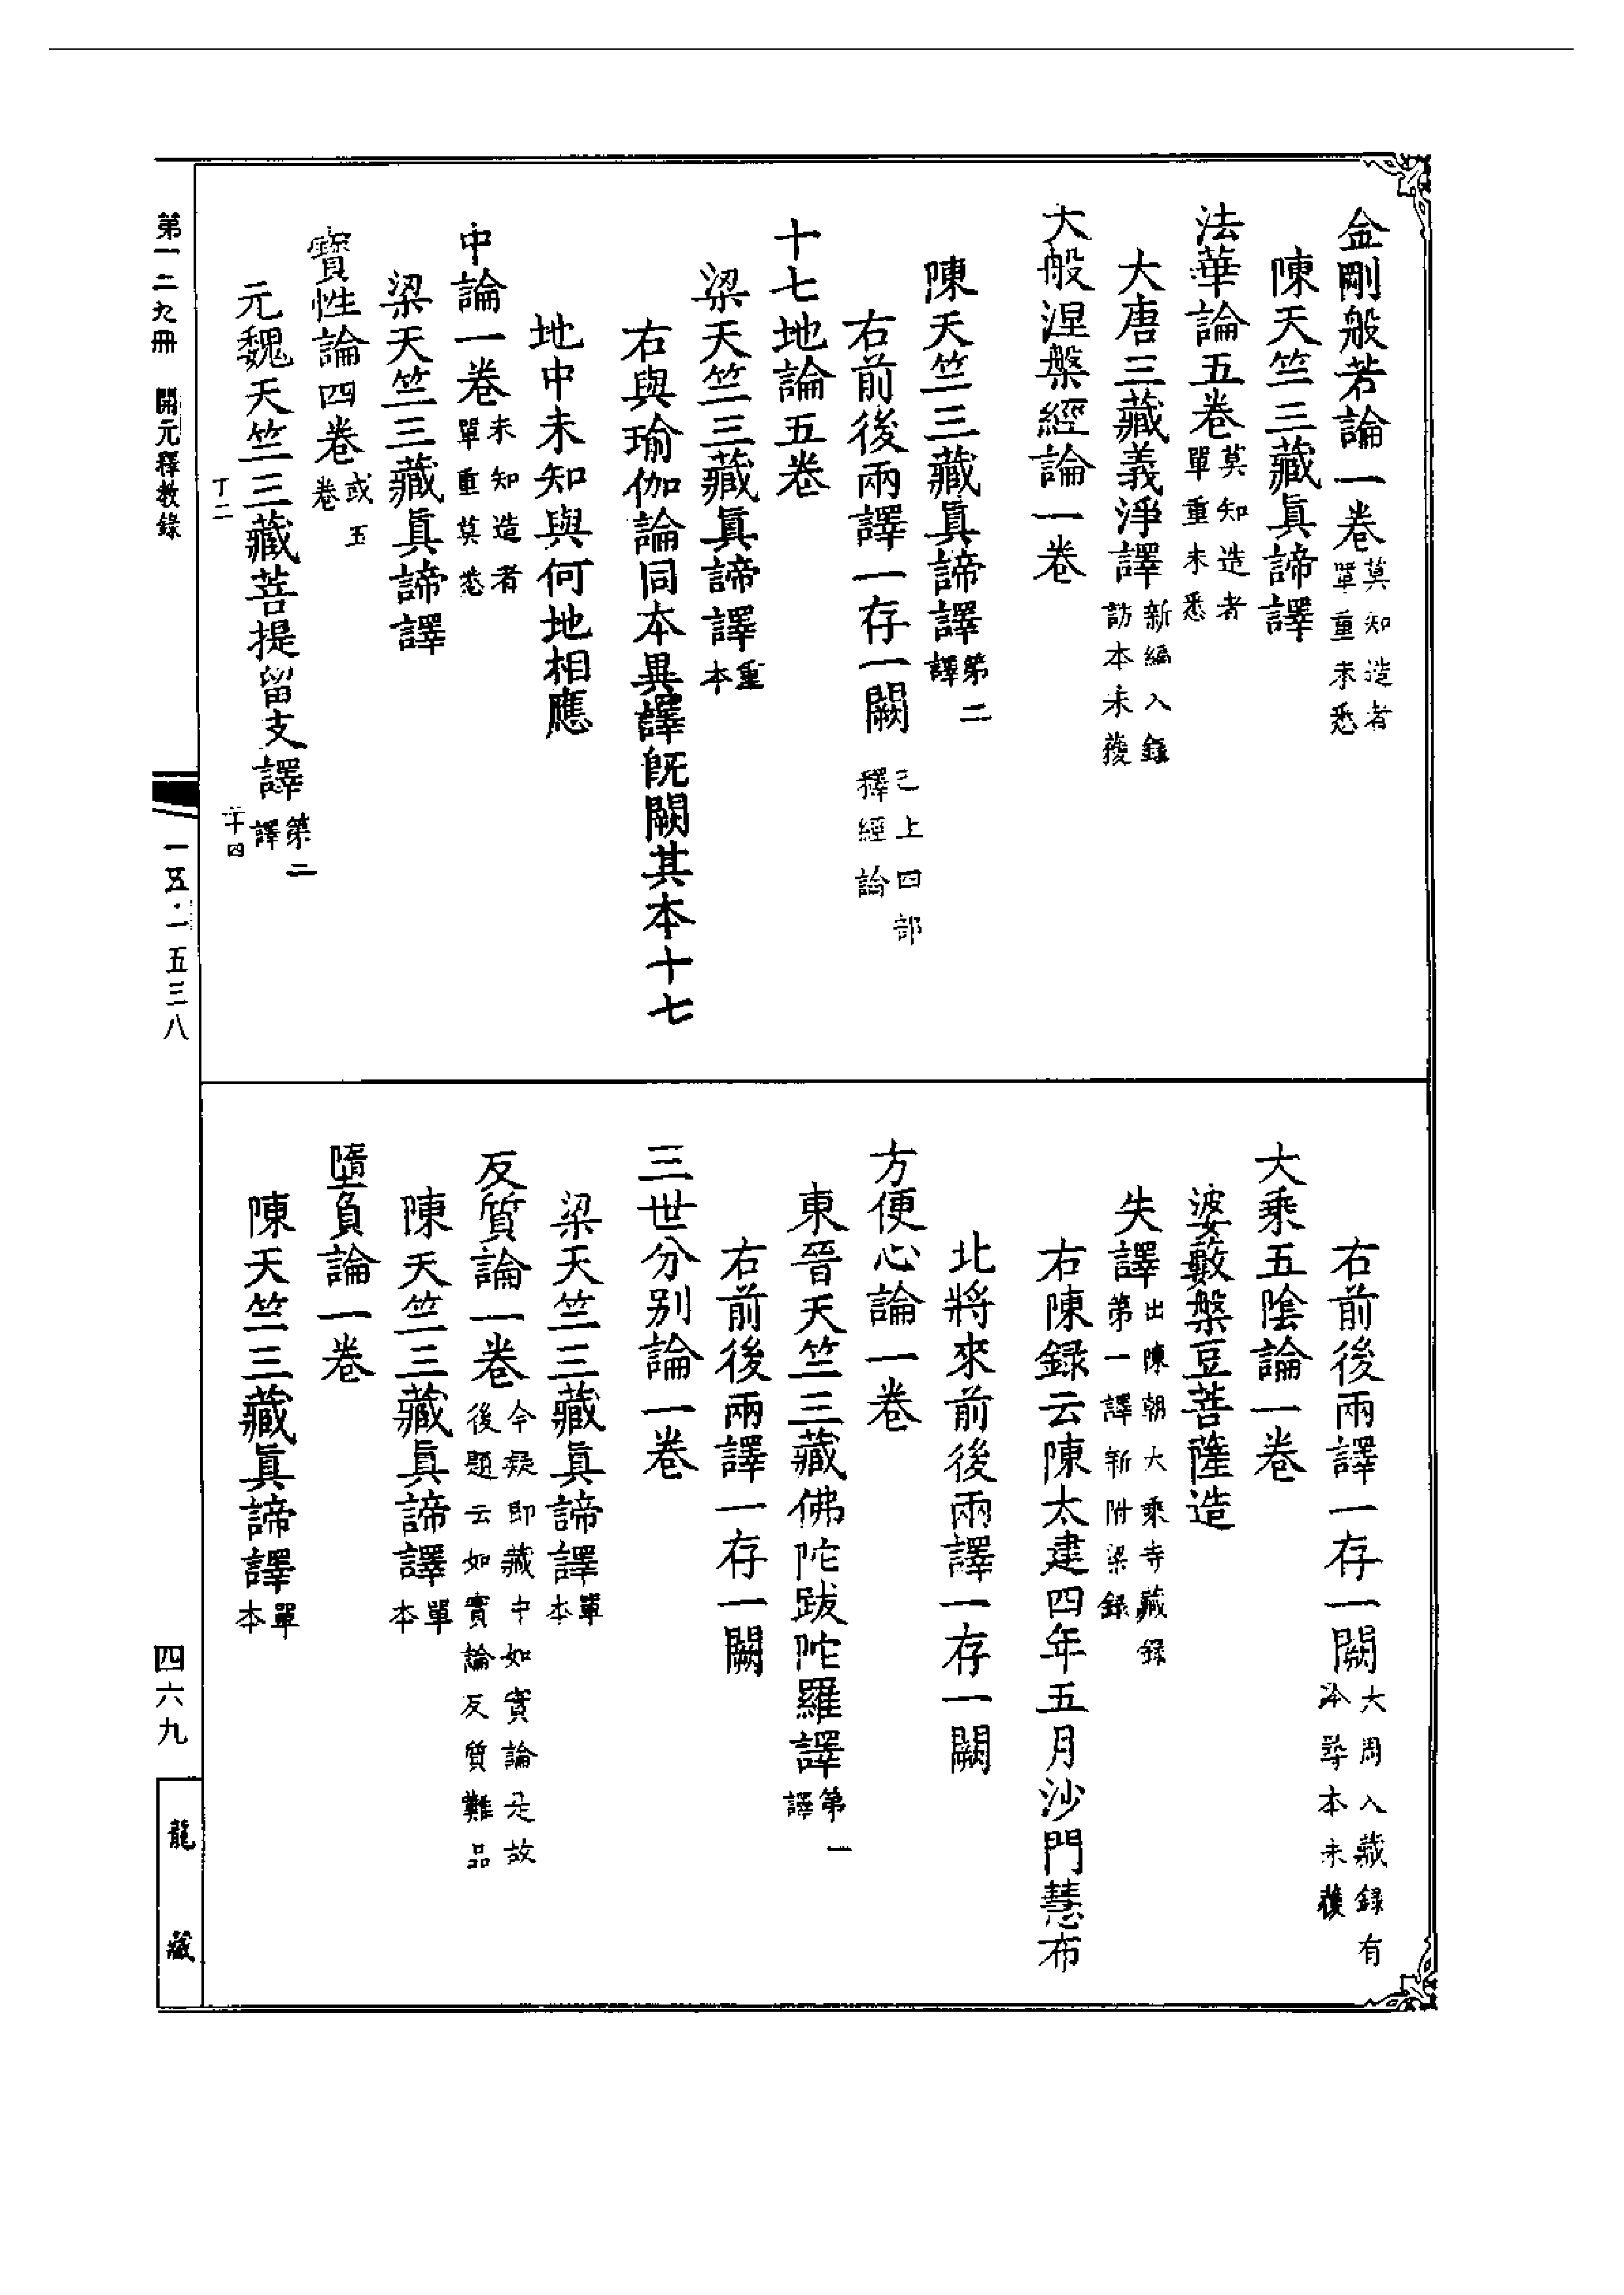 金剛般若論一卷莫知造者單重未悉
陳天竺三藏真諦譯
法華論五卷莫知造者單重未悉
大唐三藏義淨譯新編入錄訪本未獲
大般涅槃經論一卷
陳天竺三藏真諦譯第二譯
右前後兩譯一存一闕已上四部釋經論
十七地論五卷
梁天竺三藏真諦譯重本
右與瑜伽論同本異譯旣闕其本十七
地中未知與何地相應
中論一卷未知造者單重莫悉
梁天竺三藏真諦譯
寶性論四卷或五卷
元魏天竺三藏菩提留支譯第二譯
丁二
右前後兩譯一存一闕大周入藏錄有今尋本未獲
大乘五陰論一卷
婆藪槃豆菩薩造
失譯出陳朝大乘寺藏錄第一譯新附梁錄
右陳錄云陳太建四年五月沙門慧布
北將來前後兩譯一存一闕
方便心論一卷
東晉天竺三藏佛陀跋陀羅譯第一譯
右前後兩譯一存一闕
三世分別論一卷
梁天竺三藏真諦譯單本
反質論一卷今疑即藏中如實論是故後題云如實論反質難品
陳天竺三藏真諦譯單本
墮負論一卷
陳天竺三藏真諦譯單本
第一二九冊 開元釋教錄
一五·一五三八
四六九
龍藏